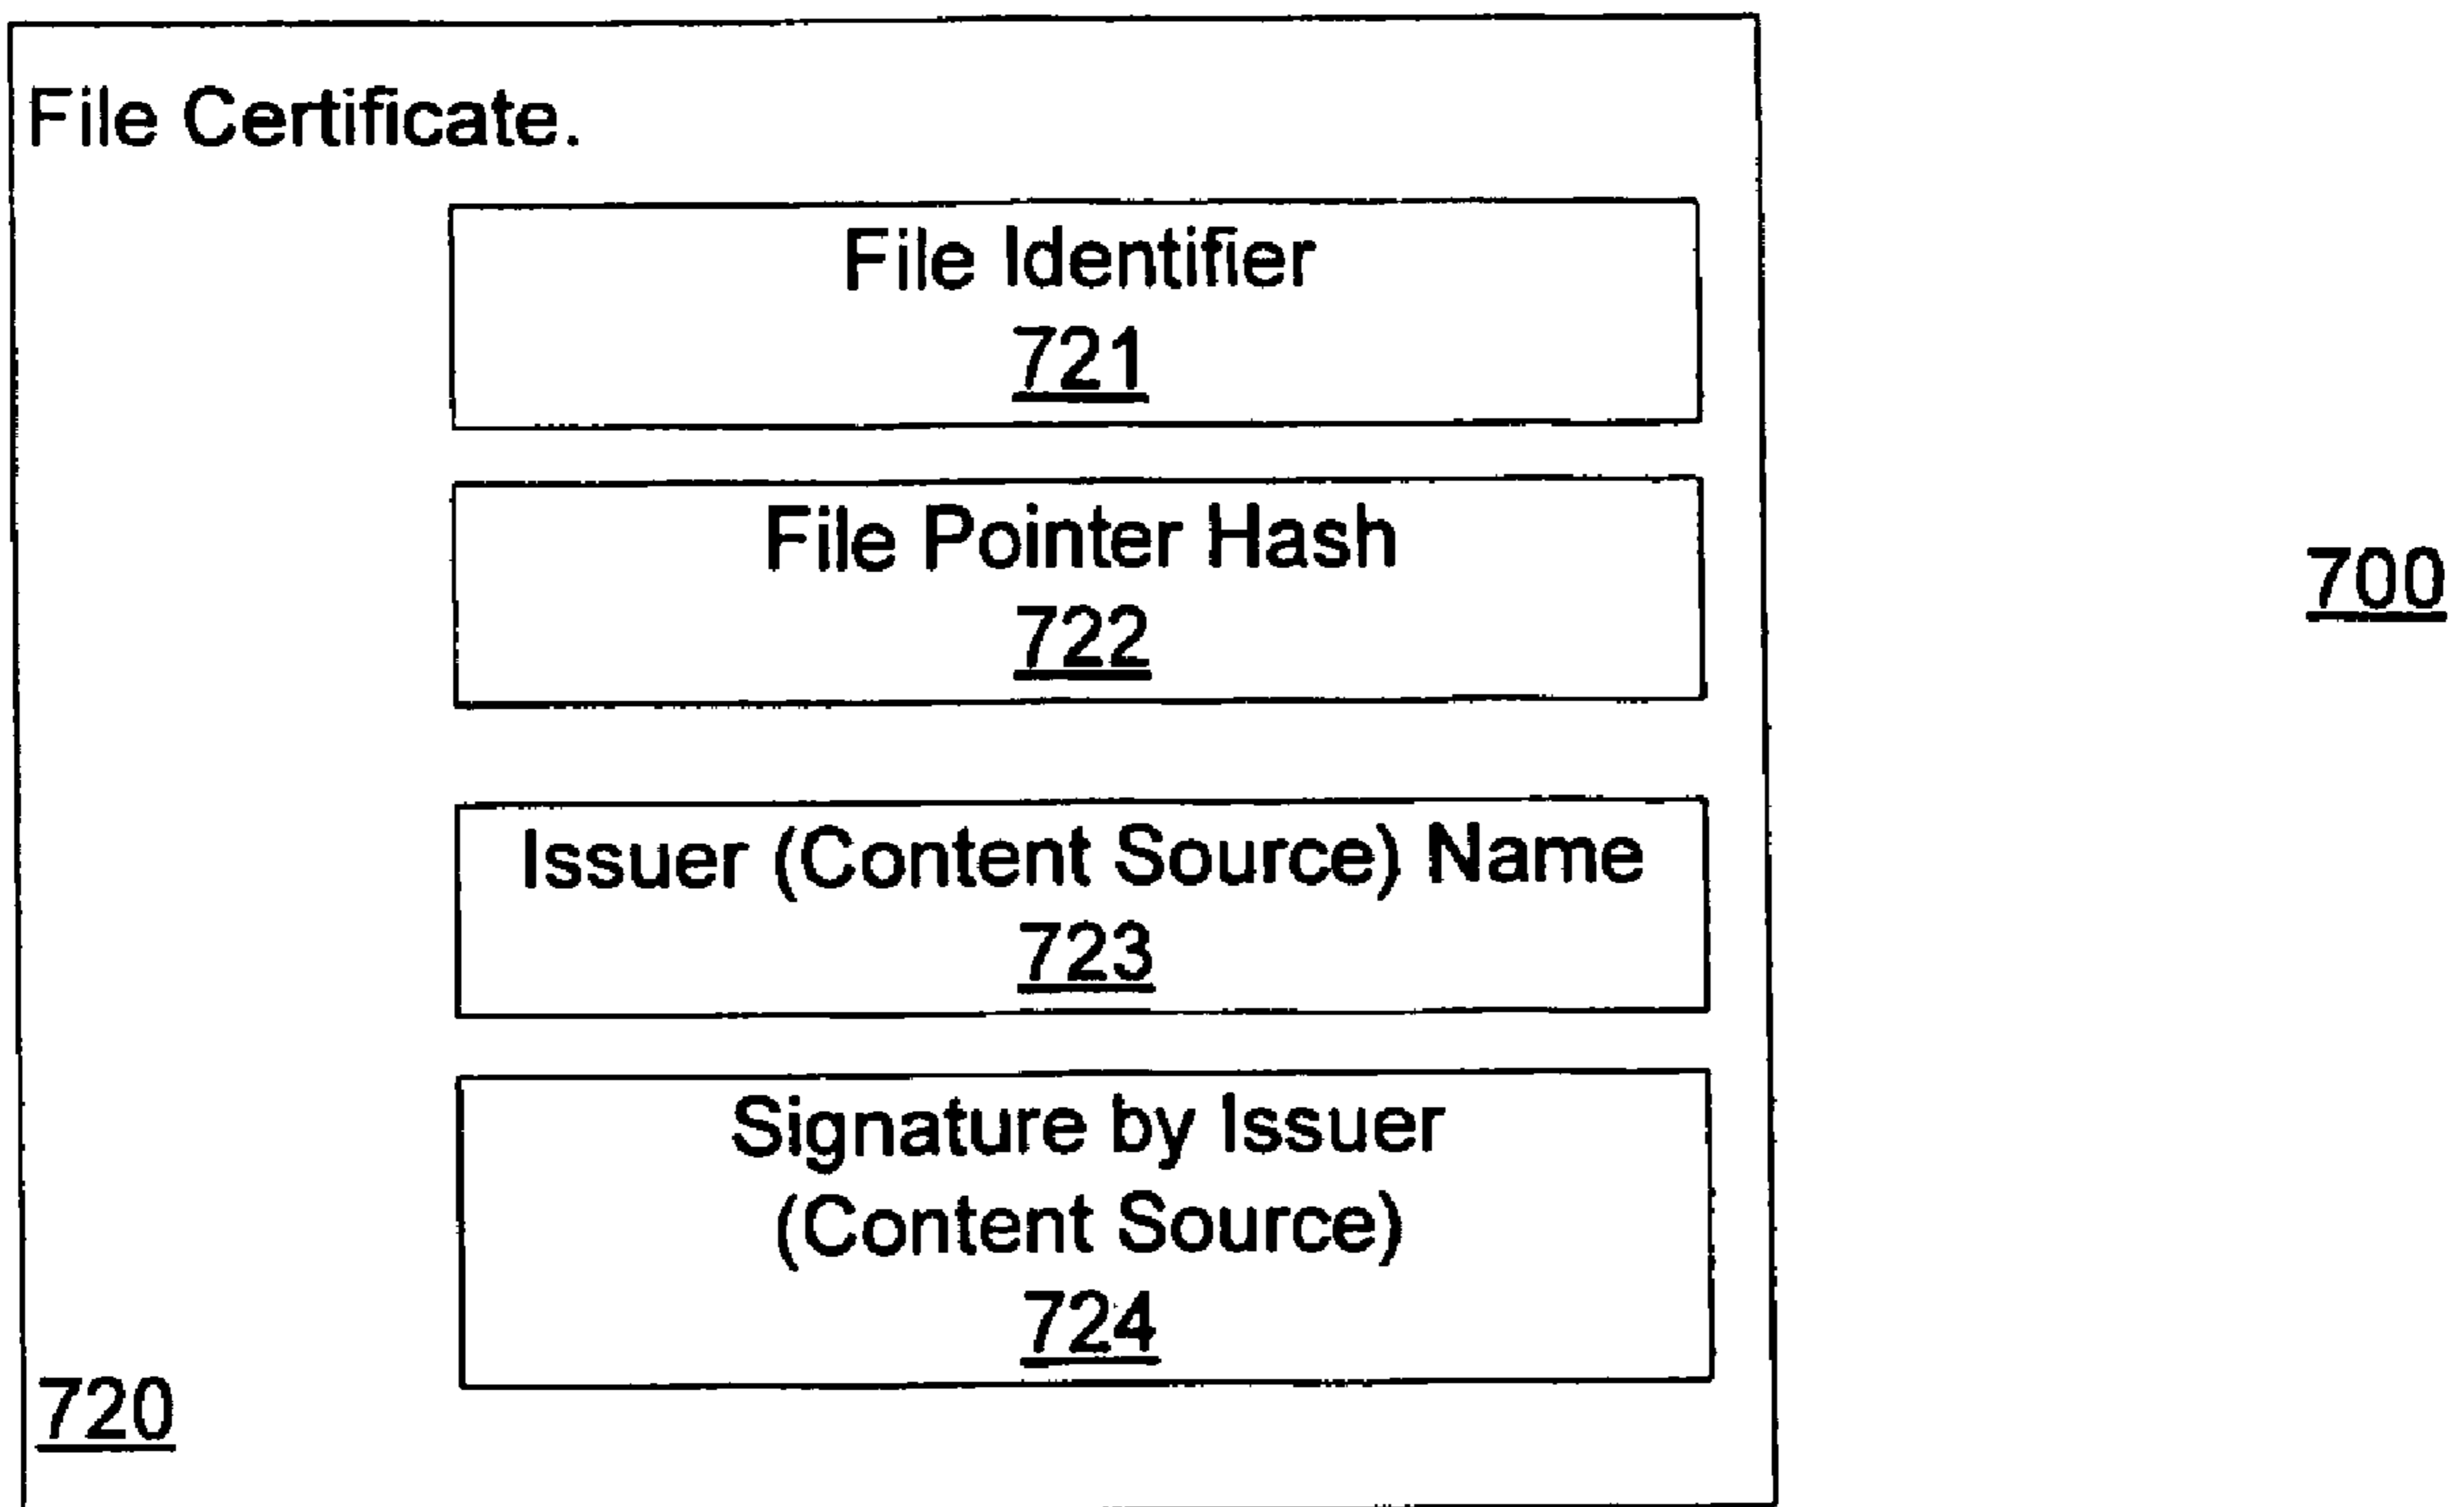 File Certificate.
File Identifier
721
File Pointer Hash
722
700
Issuer (Content Source) Name
723
Signature by Issuer
(Content Source)
724
720